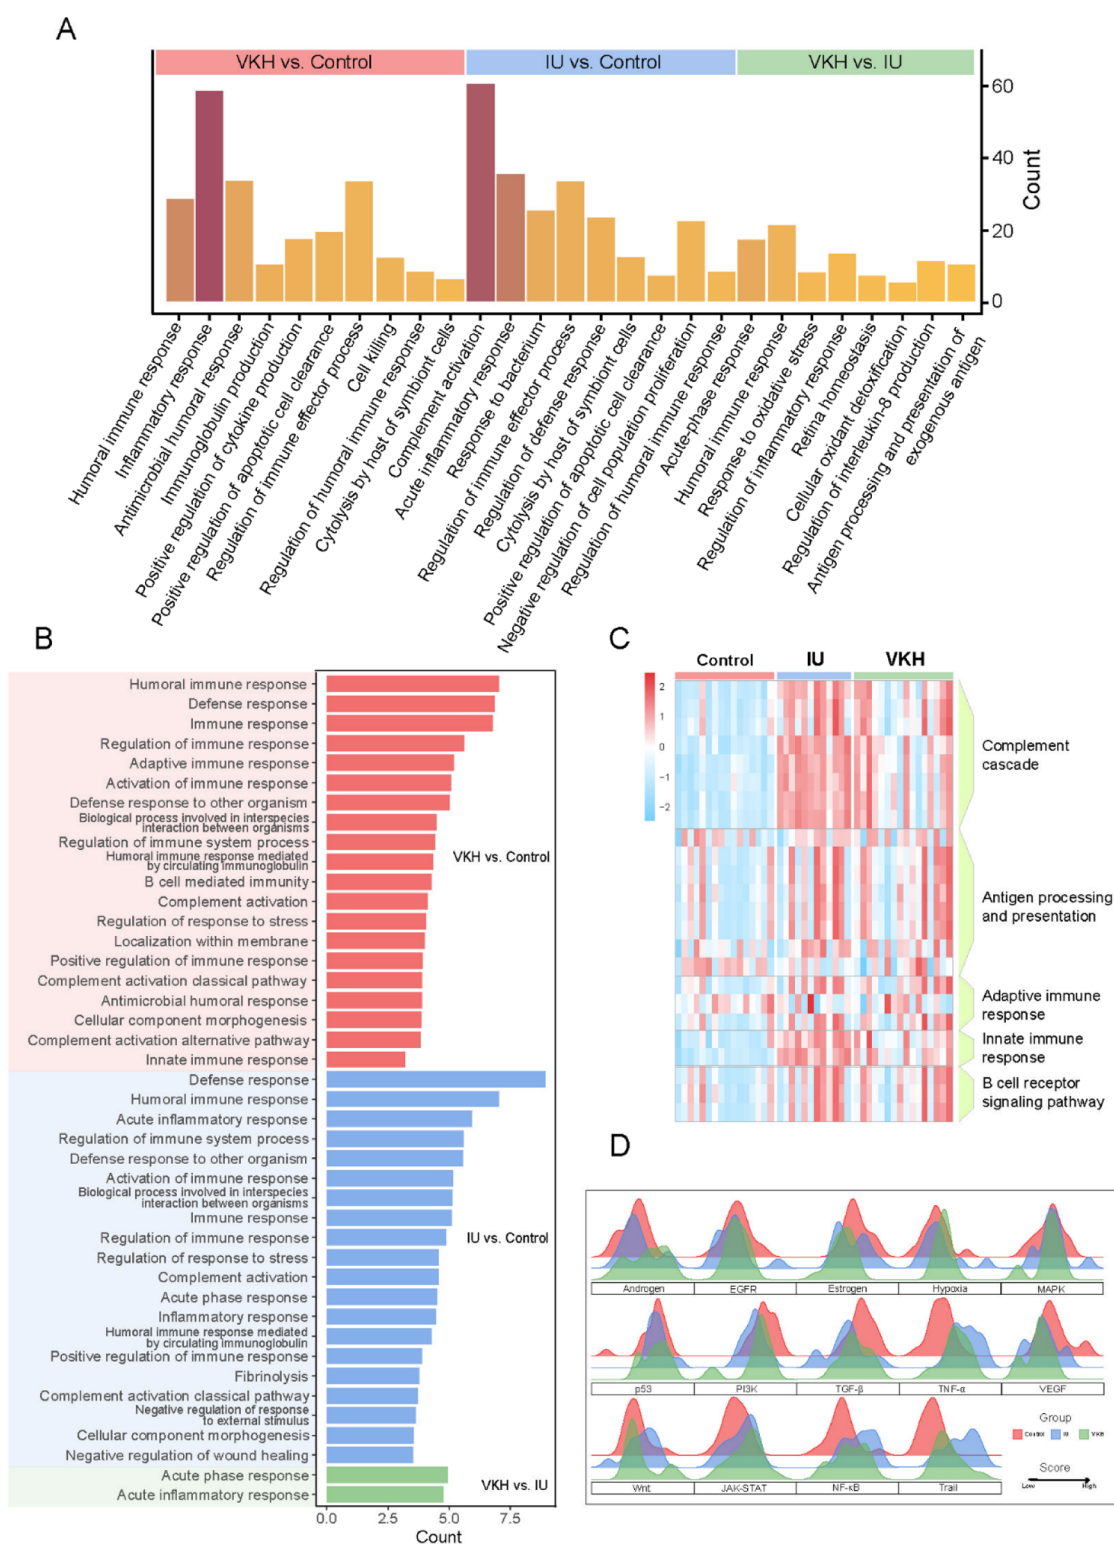 A
VKH vs. Control
IU vs. Control
VKH vs. IU
60
40
20
0
Count
Humoral immune response
Inflammatory response
Antimicrobial humoral response
Immunoglobulin production
Positive regulation of cytokine production
Positive regulation of apoptotic cell clearance
Regulation of immune effector process
Cell killing
Regulation of humoral immune response
Cytolysis by host of symbiont cells
Complement activation
Acute inflammatory response
Response to bacterium
Regulation of immune effector process
Regulation of defense response
Cytolysis by host of symbiont cells
Positive regulation of apoptotic cell clearance
Negative regulation of cell population proliferation
Regulation of humoral immune response
Acute-phase response
Humoral immune response
Response to oxidative stress
Regulation of inflammatory response
Retina homeostasis
Cellular oxidant detoxification
Regulation of interleukin-8 production
Antigen processing and presentation of
exogenous antigen
B
Humoral immune response
Defense response
Immune response
Regulation of immune response
Adaptive immune response
Activation of immune response
Defense response to other organism
Biological process involved in interspecies
interaction between organisms
Regulation of immune system process
Humoral immune response mediated
by circulating immunoglobulin
VKH vs. Control
B cell mediated immunity
Complement activation
Regulation of response to stress
Localization within membrane
Positive regulation of immune response
Complement activation classical pathway
Antimicrobial humoral response
Cellular component morphogenesis
Complement activation alternative pathway
Innate immune response
Defense response
Humoral immune response
Acute inflammatory response
Regulation of immune system process
Defense response to other organism
Activation of immune response
Biological process involved in interspecies
interaction between organisms
Immune response
Regulation of immune response
IU vs. Control
Regulation of response to stress
Complement activation
Acute phase response
Inflammatory response
Humoral immune response mediated
by circulating immunoglobulin
Positive regulation of immune response
Fibrinolysis
Complement activation classical pathway
Negative regulation of response
to external stimulus
Cellular component morphogenesis
Negative regulation of wound healing
Acute phase response
Acute inflammatory response
VKH vs. IU
0.0
2.5
5.0
7.5
Count
C
Control
IU
VKH
2
1
0
−1
−2
Complement
cascade
Antigen processing
and presentation
Adaptive immune
response
Innate immune
response
B cell receptor
signaling pathway
D
Androgen
EGFR
Estrogen
Hypoxia
MAPK
p53
PI3K
TGF-β
TNF-α
VEGF
Wnt
JAK-STAT
NF-κB
Trail
Group
Control
IU
VKH
Score
Low
High